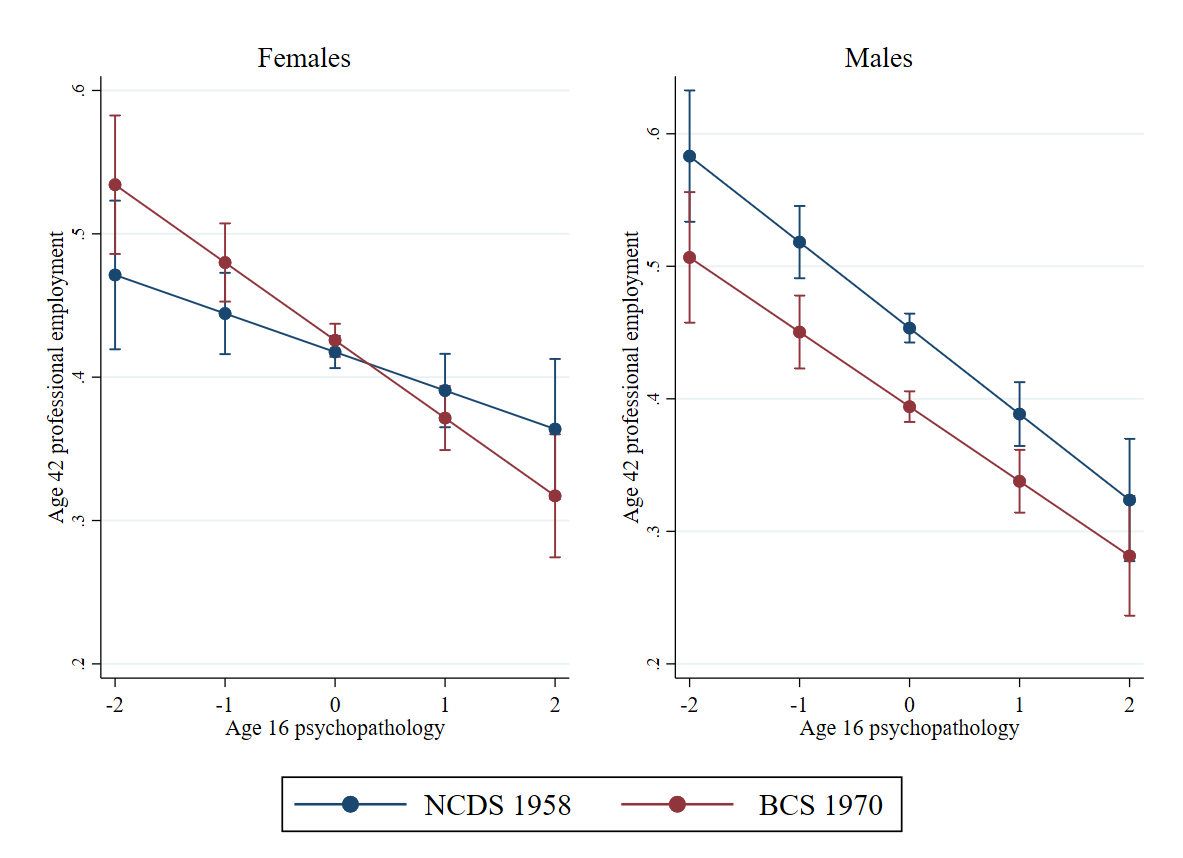 Females
Age 42 professional employment
.6
.5
.4
.3
.2
-2 -1 0 1 2
Age 16 psychopathology
Males
Age 42 professional employment
.6
.5
.4
.3
.2
-2 -1 0 1 2
Age 16 psychopathology
NCDS 1958 BCS 1970